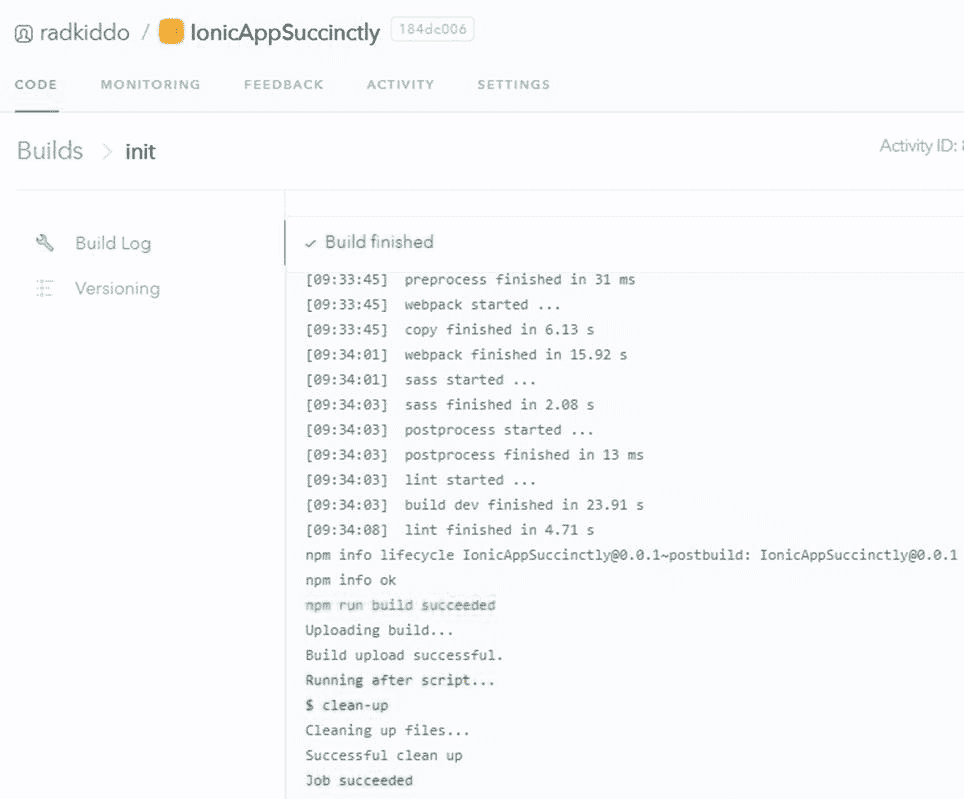 radkiddo / IonicAppSuccinctly 184dc006
CODE MONITORING FEEDBACK ACTIVITY SETTINGS
Builds > init
Activity ID:
Build Log
Versioning
✓ Build finished
[09:33:45] preprocess finished in 31 ms
[09:33:45] webpack started ...
[09:33:45] copy finished in 6.13 s
[09:34:01] webpack finished in 15.92 s
[09:34:01] sass started ...
[09:34:03] sass finished in 2.08 s
[09:34:03] postprocess started ...
[09:34:03] postprocess finished in 13 ms
[09:34:03] lint started ...
[09:34:03] build dev finished in 23.91 s
[09:34:08] lint finished in 4.71 s
npm info lifecycle IonicAppSuccinctly@0.0.1~postbuild: IonicAppSuccinctly@0.0.1
npm info ok
npm run build succeeded
Uploading build...
Build upload successful.
Running after script...
$ clean-up
Cleaning up files...
Successful clean up
Job succeeded